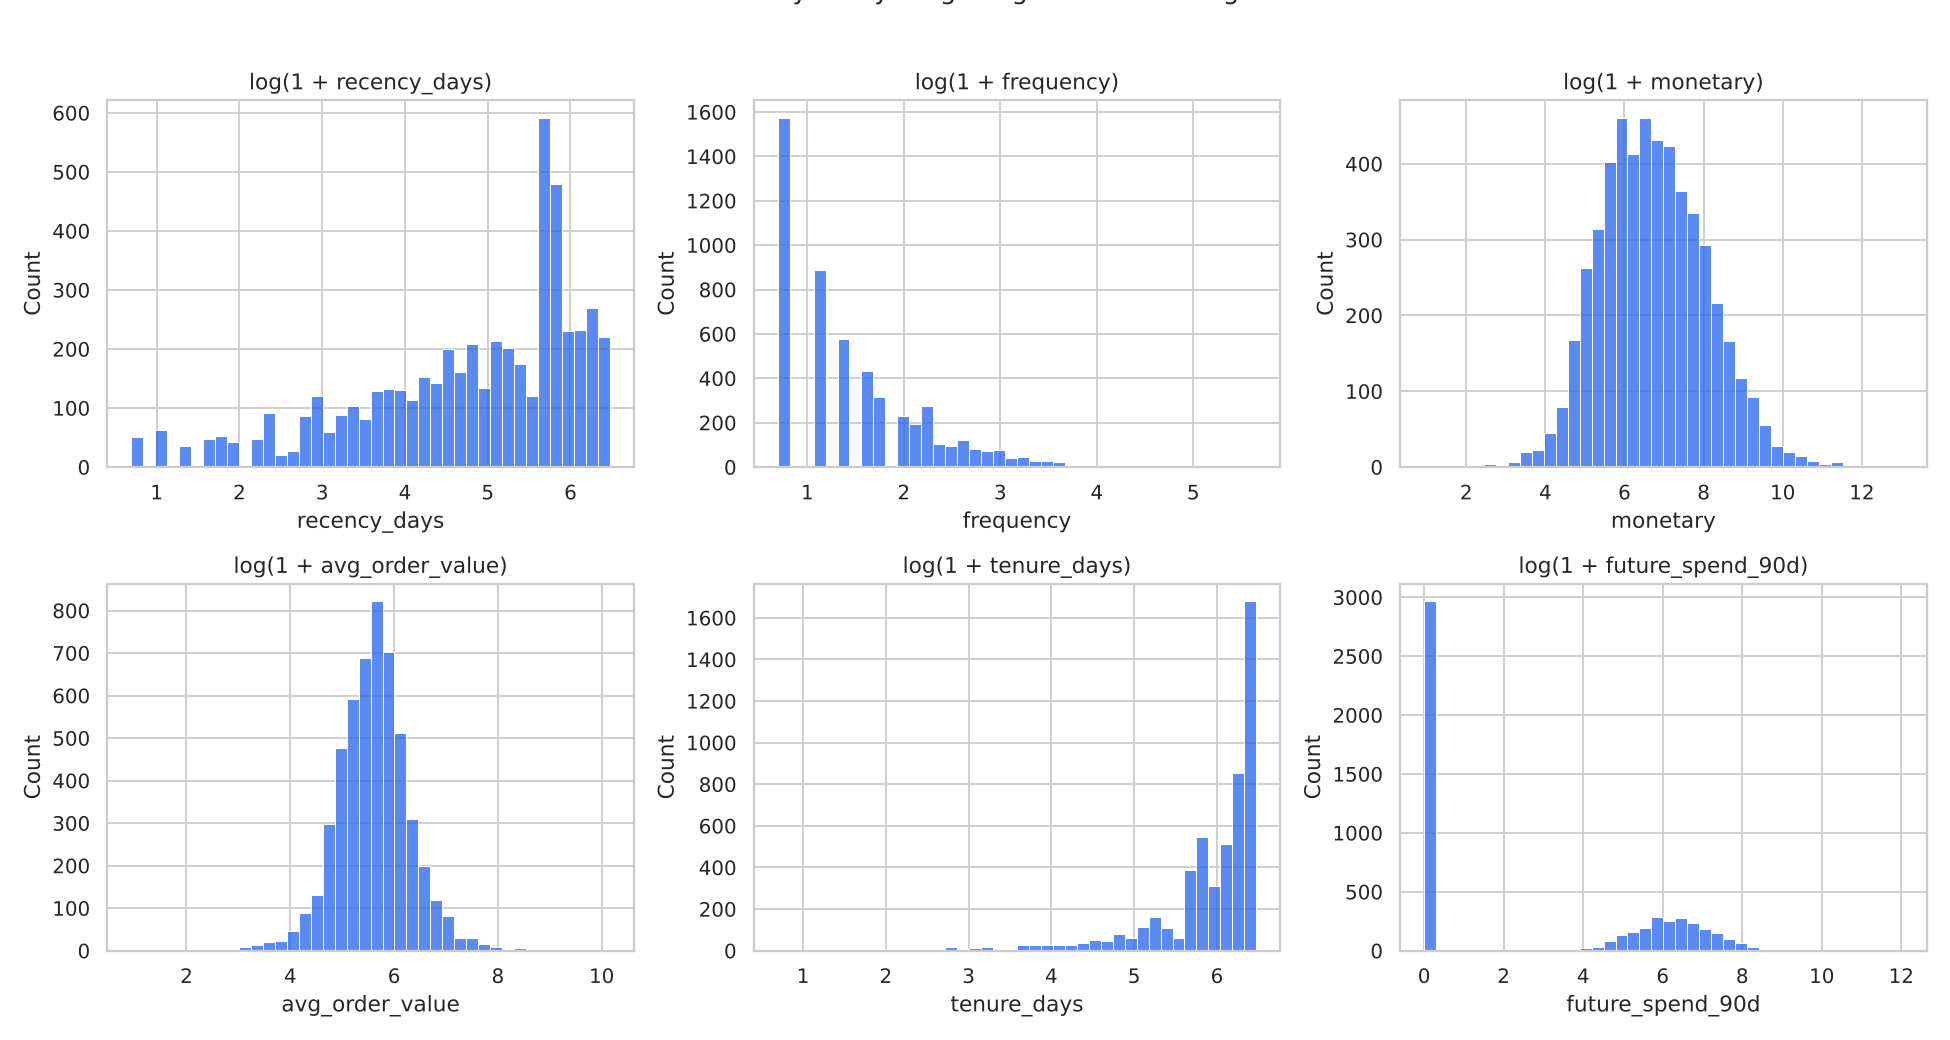 log(1 + recency_days)
600
500
400
300
200
100
0
Count
1 2 3 4 5 6
recency_days
log(1 + frequency)
1600
1400
1200
1000
800
600
400
200
0
Count
1 2 3 4 5
frequency
log(1 + monetary)
400
300
200
100
0
Count
2 4 6 8 10 12
monetary
log(1 + avg_order_value)
800
700
600
500
400
300
200
100
0
Count
2 4 6 8 10
avg_order_value
log(1 + tenure_days)
1600
1400
1200
1000
800
600
400
200
0
Count
1 2 3 4 5 6
tenure_days
log(1 + future_spend_90d)
3000
2500
2000
1500
1000
500
0
Count
0 2 4 6 8 10 12
future_spend_90d